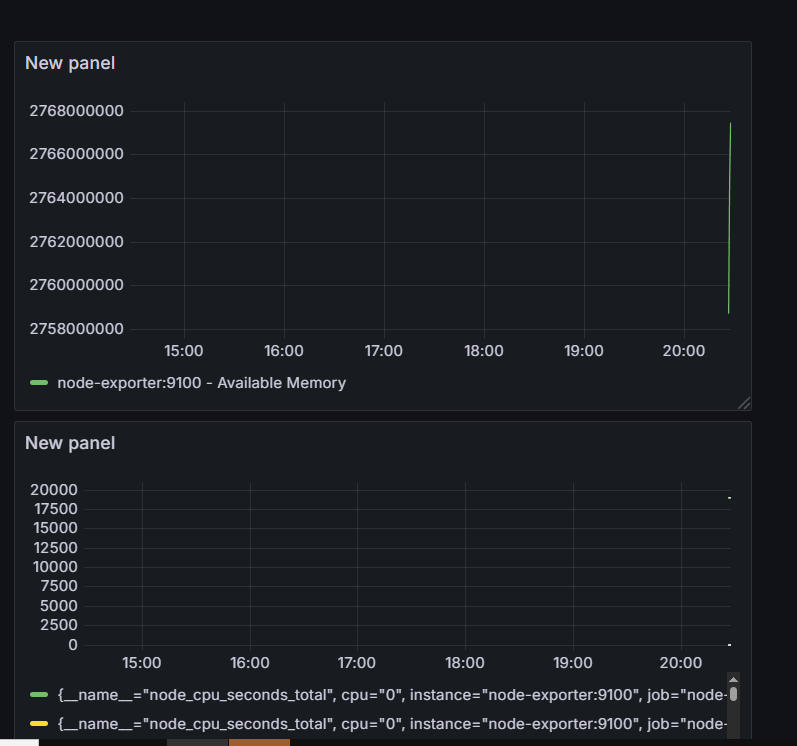 New panel
2768000000
2766000000
2764000000
2762000000
2760000000
2758000000
15:00 16:00 17:00 18:00 19:00 20:00
node-exporter:9100 - Available Memory
New panel
20000
17500
15000
12500
10000
7500
5000
2500
0
15:00 16:00 17:00 18:00 19:00 20:00
{__name__="node_cpu_seconds_total", cpu="0", instance="node-exporter:9100", job="node-
{__name__="node_cpu_seconds_total", cpu="0", instance="node-exporter:9100", job="node-